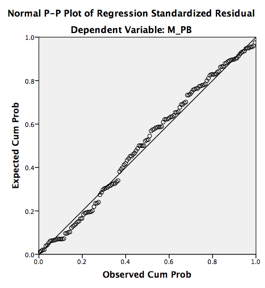 Normal P-P Plot of Regression Standardized Residual
Dependent Variable: M_PB
Expected Cum Prob
1.0
0.8
0.6
0.4
0.2
0.0
0.0 0.2 0.4 0.6 0.8 1.0
Observed Cum Prob